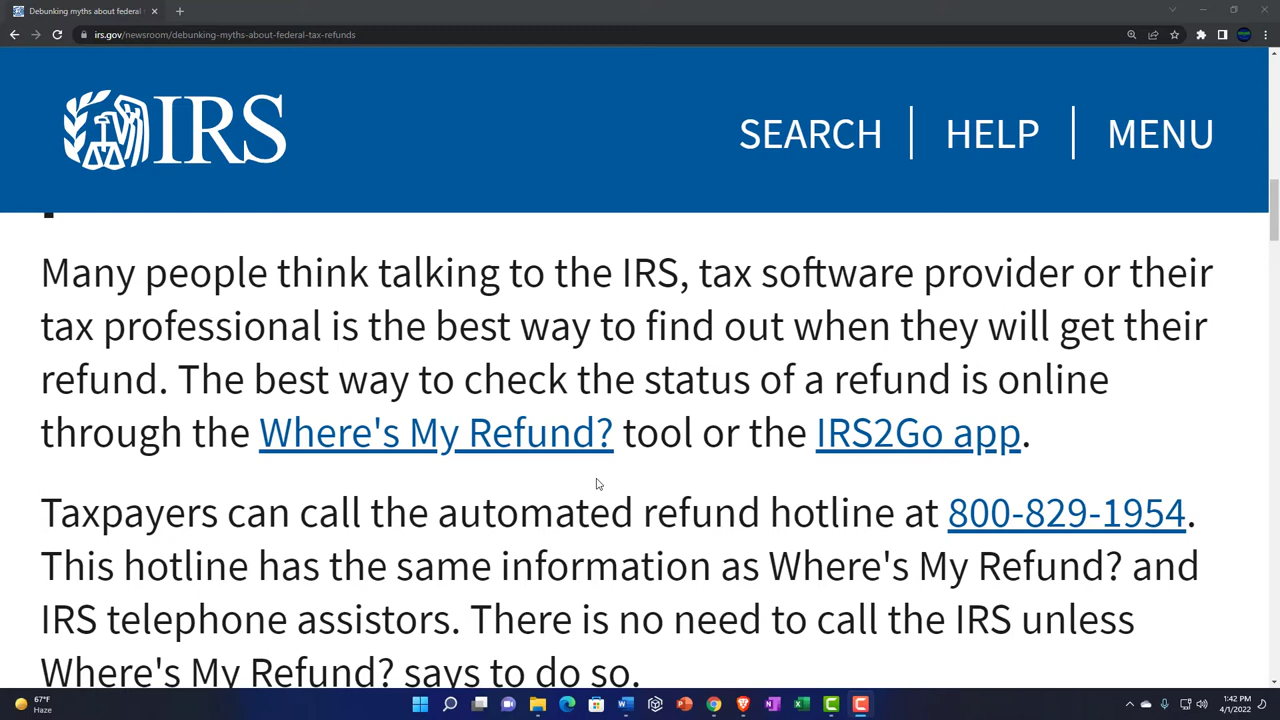 Debunking myths about federal
irs.gov/newsroom/debunking-myths-about-federal-tax-refunds
IRS
SEARCH
HELP
MENU
Many people think talking to the IRS, tax software provider or their
tax professional is the best way to find out when they will get their
refund. The best way to check the status of a refund is online
through the Where's My Refund? tool or the IRS2Go app.
Taxpayers can call the automated refund hotline at 800-829-1954.
This hotline has the same information as Where's My Refund? and
IRS telephone assistors. There is no need to call the IRS unless
Where's My Refund? says to do so.
67°F
Haze
1:42 PM
4/1/2022